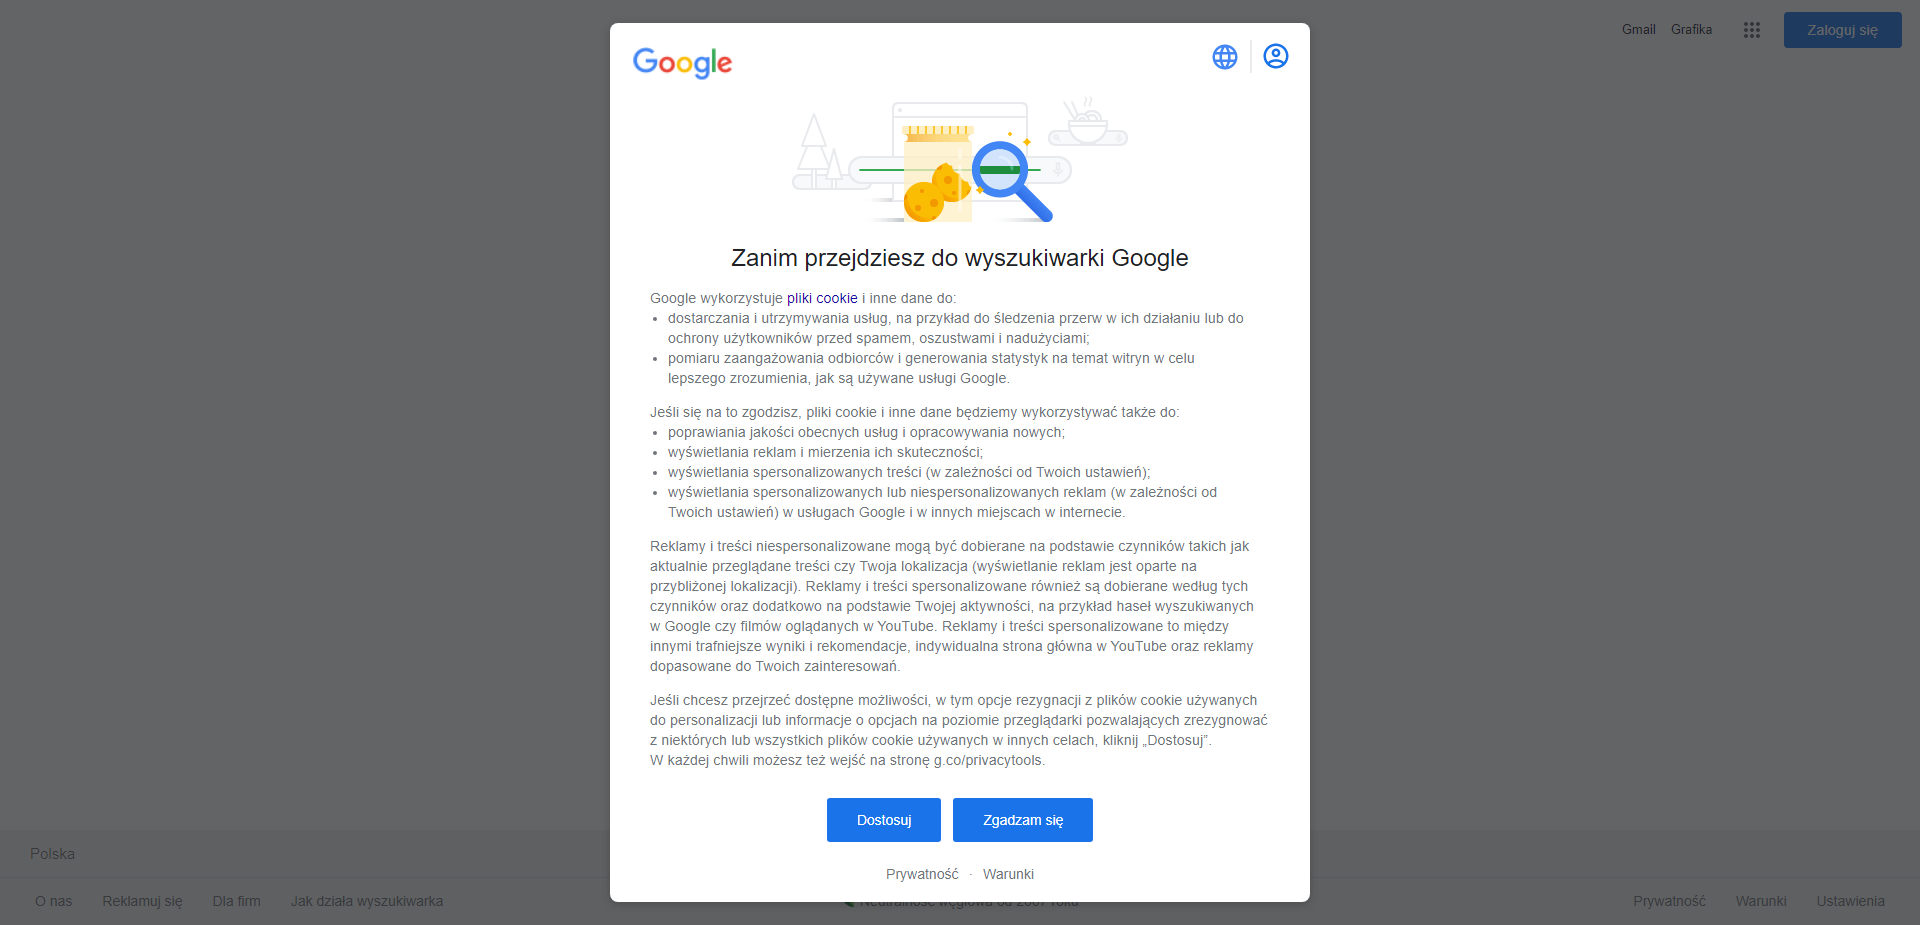 Gmail
Grafika
Zaloguj się
Google
Zanim przejdziesz do wyszukiwarki Google
Google wykorzystuje pliki cookie i inne dane do:
• dostarczania i utrzymywania usług, na przykład do śledzenia przerw w ich działaniu lub do
ochrony użytkowników przed spamem, oszustwami i nadużyciami;
• pomiaru zaangażowania odbiorców i generowania statystyk na temat witryn w celu
lepszego zrozumienia, jak są używane usługi Google.
Jeśli się na to zgodzisz, pliki cookie i inne dane będziemy wykorzystywać także do:
• poprawiania jakości obecnych usług i opracowywania nowych;
• wyświetlania reklam i mierzenia ich skuteczności;
• wyświetlania spersonalizowanych treści (w zależności od Twoich ustawień);
• wyświetlania spersonalizowanych lub niespersonalizowanych reklam (w zależności od
Twoich ustawień) w usługach Google i w innych miejscach w internecie.
Reklamy i treści niespersonalizowane mogą być dobierane na podstawie czynników takich jak
aktualnie przeglądane treści czy Twoja lokalizacja (wyświetlanie reklam jest oparte na
przybliżonej lokalizacji). Reklamy i treści spersonalizowane również są dobierane według tych
czynników oraz dodatkowo na podstawie Twojej aktywności, na przykład haseł wyszukiwanych
w Google czy filmów oglądanych w YouTube. Reklamy i treści spersonalizowane to między
innymi trafniejsze wyniki i rekomendacje, indywidualna strona główna w YouTube oraz reklamy
dopasowane do Twoich zainteresowań.
Jeśli chcesz przejrzeć dostępne możliwości, w tym opcje rezygnacji z plików cookie używanych
do personalizacji lub informacje o opcjach na poziomie przeglądarki pozwalających zrezygnować
z niektórych lub wszystkich plików cookie używanych w innych celach, kliknij „Dostosuj”.
W każdej chwili możesz też wejść na stronę g.co/privacytools.
Dostosuj
Zgadzam się
Prywatność · Warunki
Polska
O nas
Reklamuj się
Dla firm
Jak działa wyszukiwarka
Neutralność węglowa od 2007 roku
Prywatność
Warunki
Ustawienia